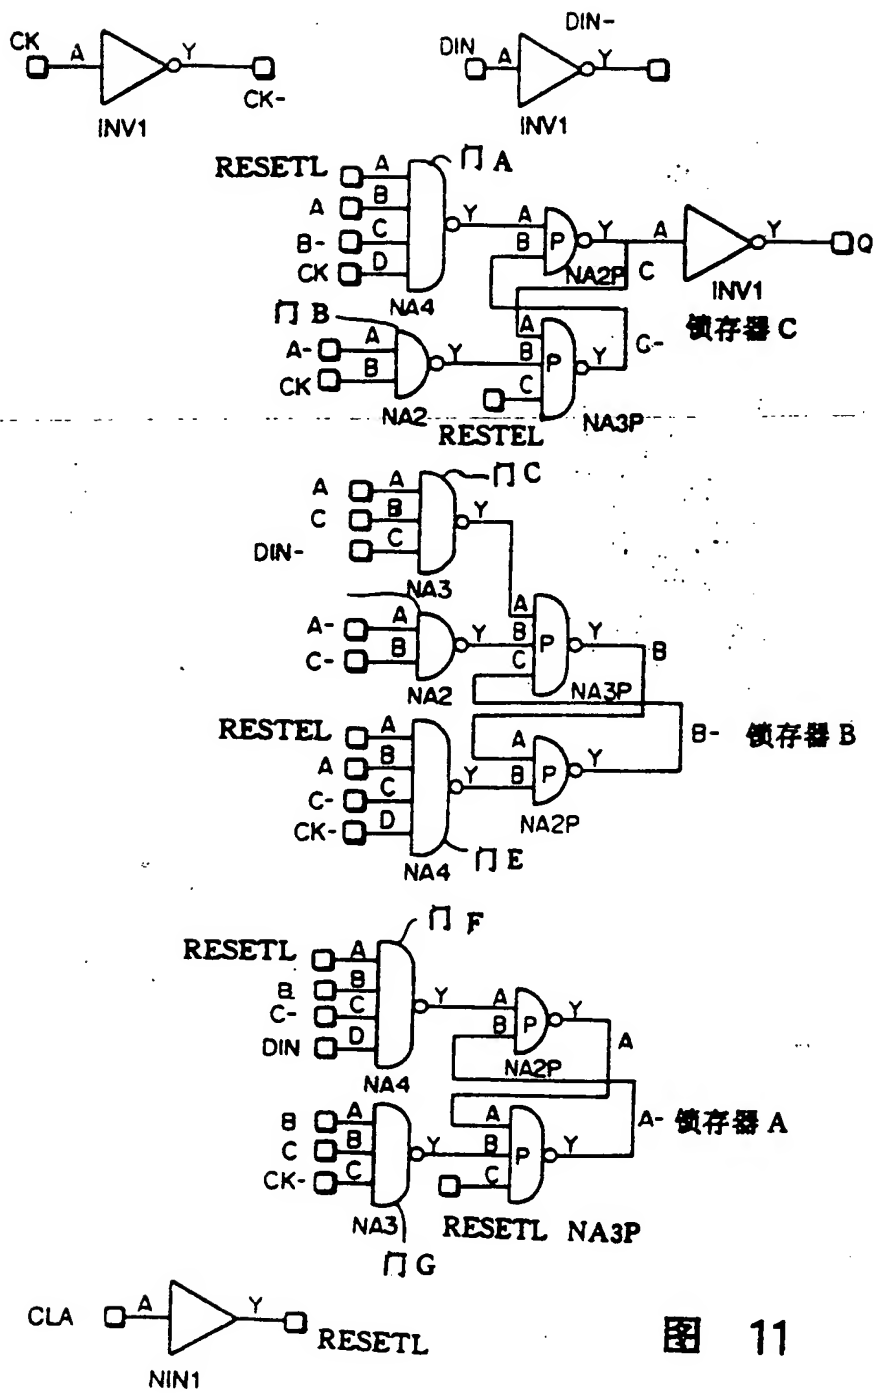 CK A Y CK-
INV1
DIN A DIN- Y
INV1
RESETL A 门 A
A B
B- C Y
CK D
NA4
A Y
B P
NA2P
C
A Y Q
INV1
锁存器 C
门 B
A- A
CK B Y
NA2
A
B P Y C-
C
RESTEL
NA3P
A A 门 C
C B Y
DIN- C
NA3
A- A
C- B Y
NA2
A
B P Y B
C
NA3P
RESTEL A
A B
C- C Y
CK- D
NA4 门 E
A
B P Y
NA2P
B- 锁存器 B
RESETL A 门 F
B B
C- C Y
DIN D
NA4
A Y
B P
NA2P
A
B A
C B Y
CK- C
NA3
门 G
A
B P Y
C
RESETL NA3P
A- 锁存器 A
CLA A Y RESETL
NIN1
图 11